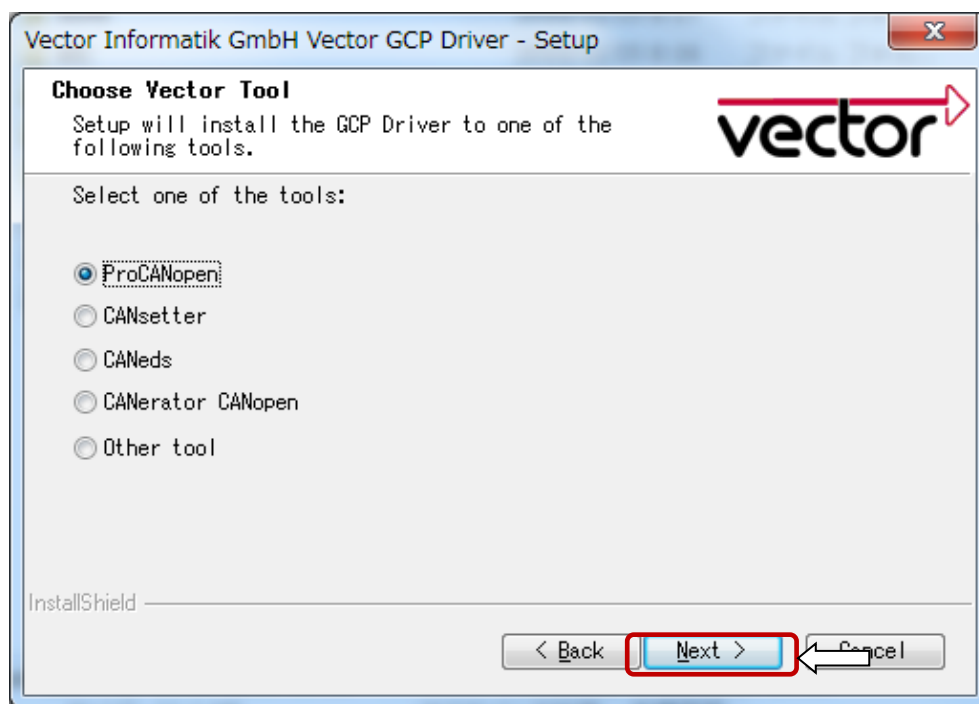 Vector Informatik GmbH Vector GCP Driver - Setup
Choose Vector Tool
Setup will install the GCP Driver to one of the
following tools.
vector
Select one of the tools:
ProCANopen
CANsetter
CANeds
CANerator CANopen
Other tool
InstallShield
< Back
Next >
Cancel